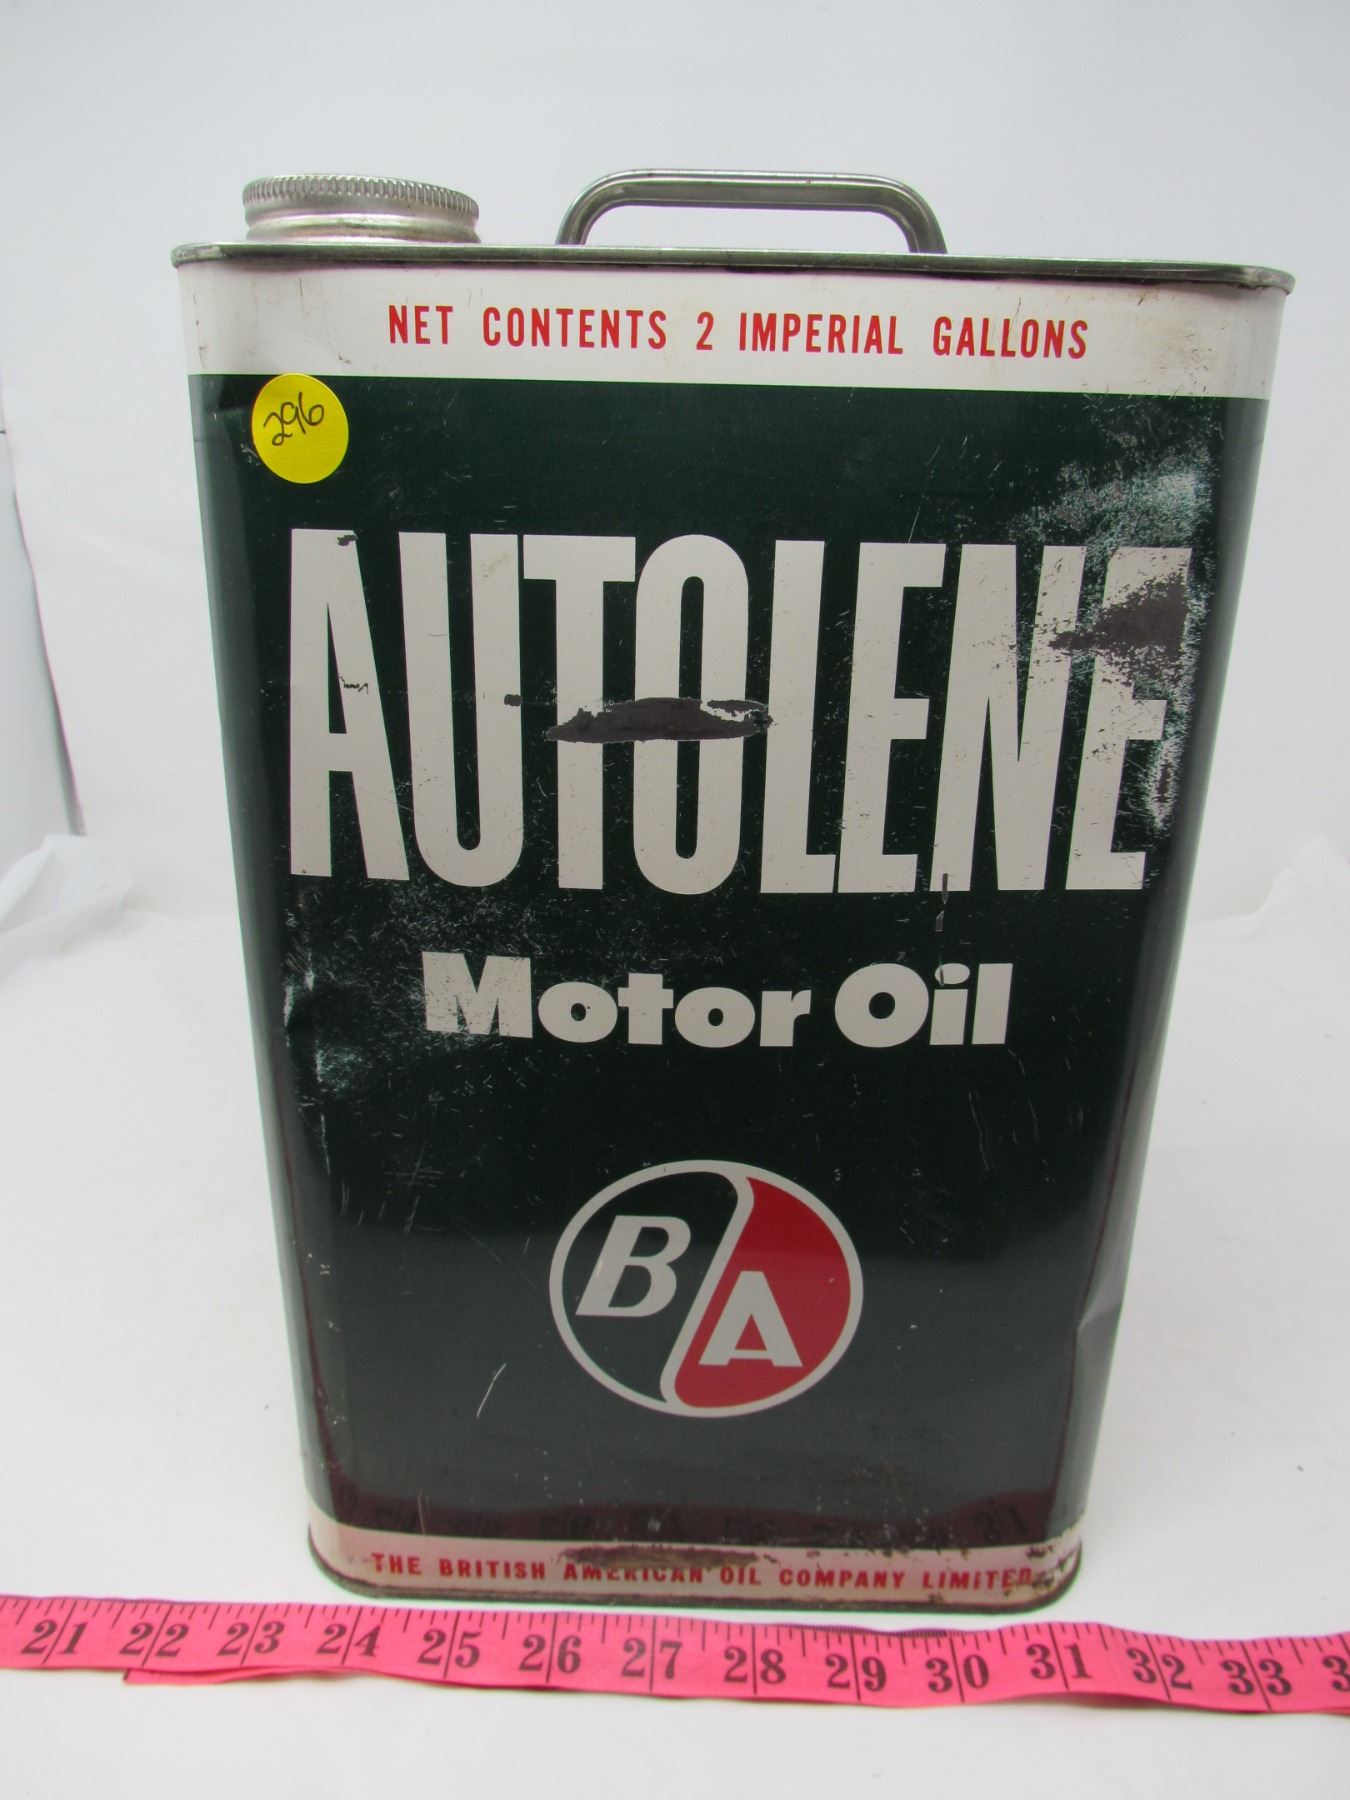 NET CONTENTS 2 IMPERIAL GALLONS
296
AUTOLENE
Motor Oil
B
A
THE BRITISH AMERICAN OIL COMPANY LIMITED
21 22 23 24 25 26 27 28 29 30 31 32 33